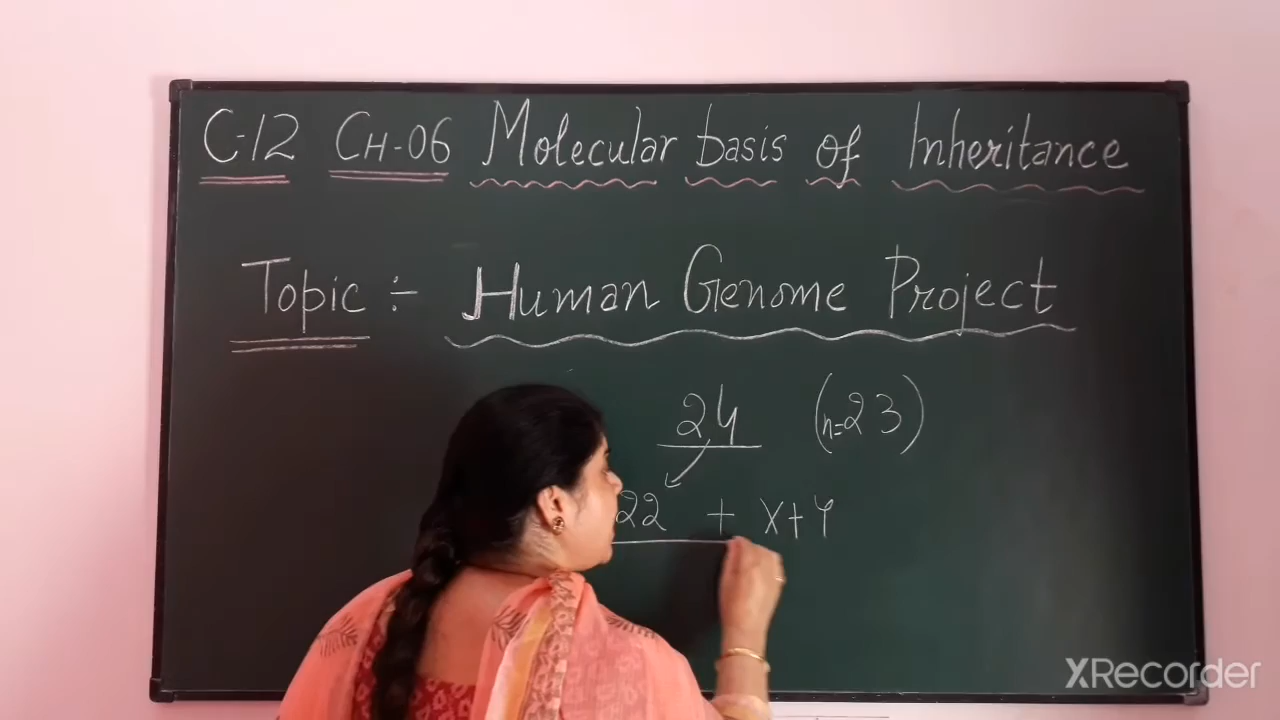 C-12 CH-06 Molecular basis of Inheritance
Topic :- Human Genome Project
24 (n=23)
22 + X+Y
XRecorder